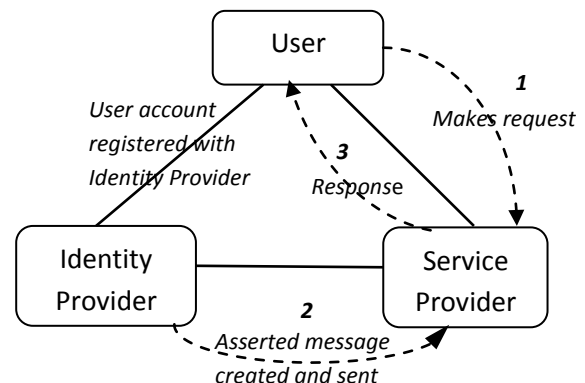 User
1
Makes request
User account
registered with
Identity Provider
3
Response
Identity
Provider
Service
Provider
2
Asserted message
created and sent